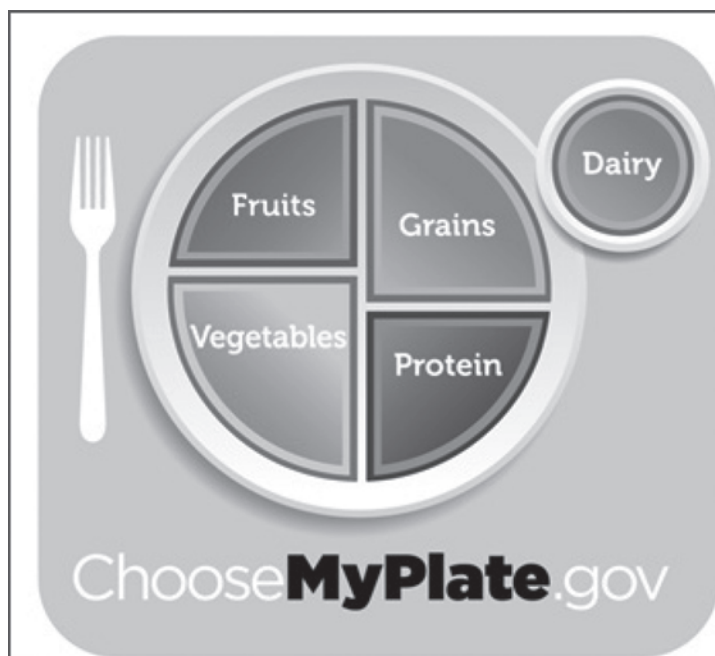 Fruits
Grains
Dairy
Vegetables
Protein
ChooseMyPlate.gov